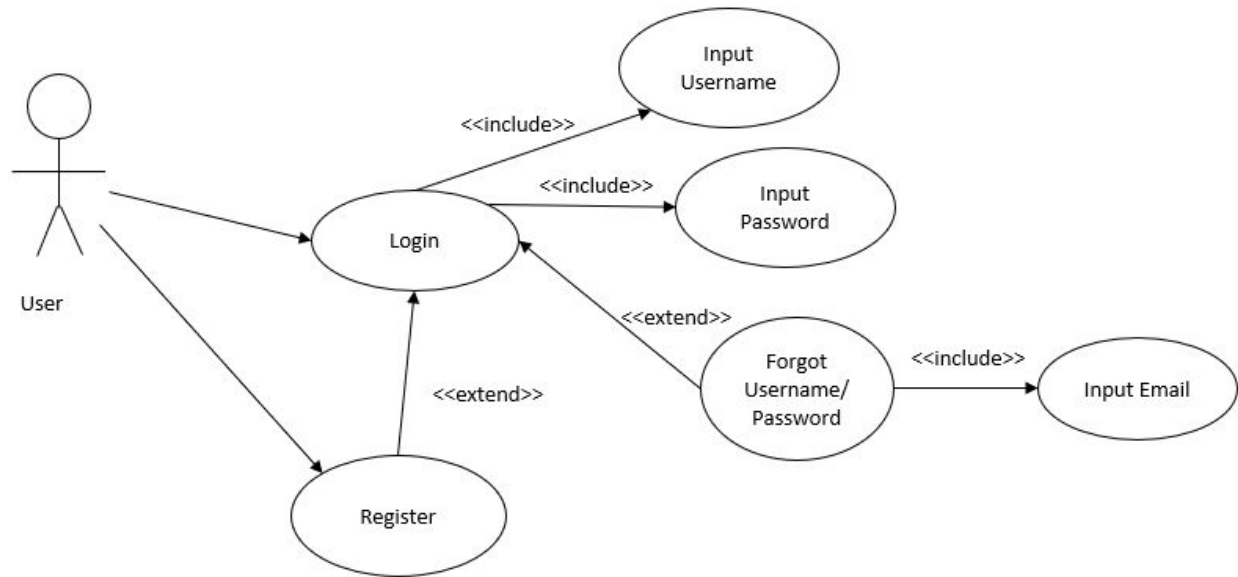 Input
Username
<<include>>
<<include>>
Input
Password
Login
User
<<extend>>
<<extend>>
Forgot
Username/
Password
<<include>>
Input Email
Register